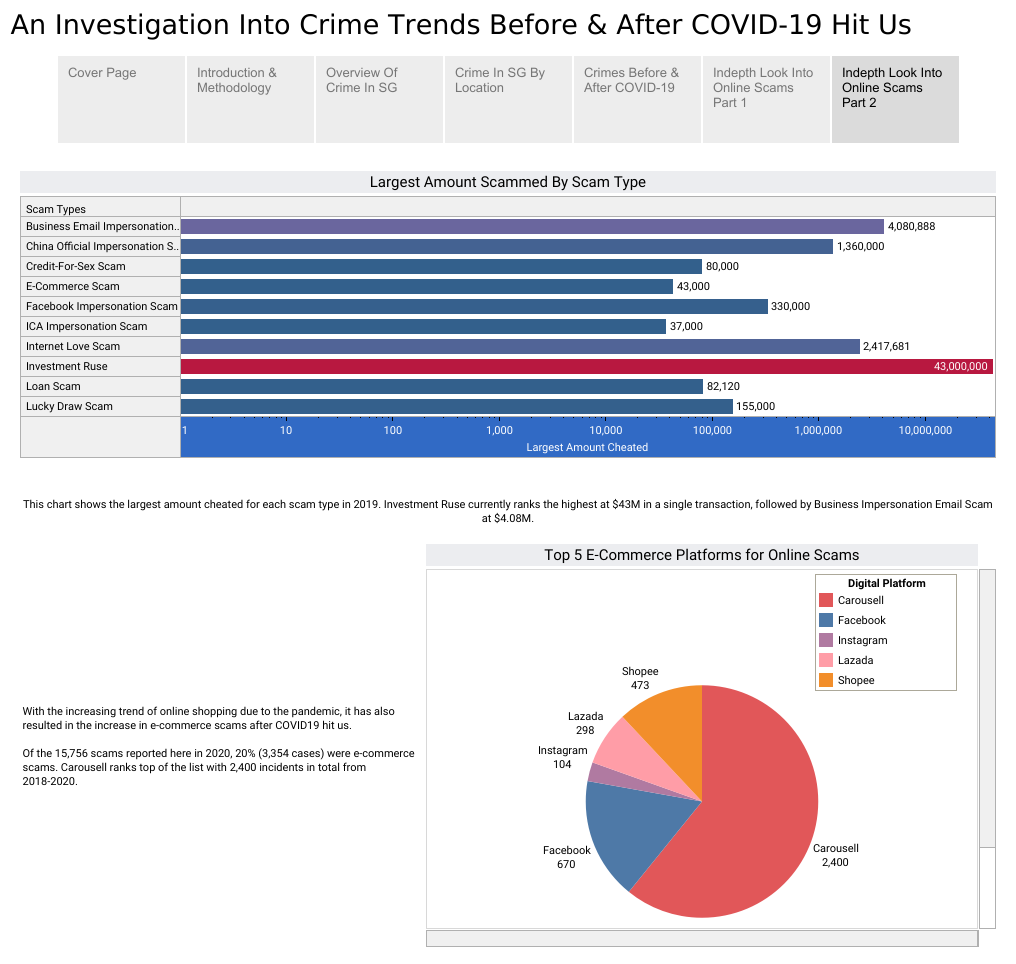 An Investigation Into Crime Trends Before & After COVID-19 Hit Us
Cover Page
Introduction &
Methodology
Overview Of
Crime In SG
Crime In SG By
Location
Crimes Before &
After COVID-19
Indepth Look Into
Online Scams
Part 1
Indepth Look Into
Online Scams
Part 2
Largest Amount Scammed By Scam Type
Scam Types
Business Email Impersonation.. 4,080,888
China Official Impersonation S.. 1,360,000
Credit-For-Sex Scam 80,000
E-Commerce Scam 43,000
Facebook Impersonation Scam 330,000
ICA Impersonation Scam 37,000
Internet Love Scam 2,417,681
Investment Ruse 43,000,000
Loan Scam 82,120
Lucky Draw Scam 155,000
1 10 100 1,000 10,000 100,000 1,000,000 10,000,000
Largest Amount Cheated
This chart shows the largest amount cheated for each scam type in 2019. Investment Ruse currently ranks the highest at $43M in a single transaction, followed by Business Impersonation Email Scam
at $4.08M.
Top 5 E-Commerce Platforms for Online Scams
Digital Platform
Carousell
Facebook
Instagram
Lazada
Shopee
Shopee
473
Lazada
298
Instagram
104
Facebook
670
Carousell
2,400
With the increasing trend of online shopping due to the pandemic, it has also
resulted in the increase in e-commerce scams after COVID19 hit us.
Of the 15,756 scams reported here in 2020, 20% (3,354 cases) were e-commerce
scams. Carousell ranks top of the list with 2,400 incidents in total from
2018-2020.